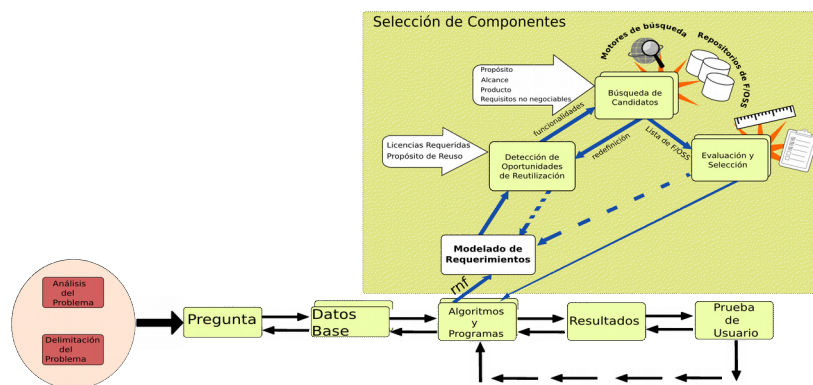 Selección de Componentes
Motores de búsqueda
Repositorios de F/OSS
Propósito
Alcance
Producto
Requisitos no negociables
Búsqueda de
Candidatos
funcionalidades
redefinición
Lista de F/OSS
Licencias Requeridas
Propósito de Reuso
Detección de
Oportunidades
de Reutilización
Evaluación y
Selección
Modelado de
Requerimientos
rnf
Análisis
del
Problema
Delimitación
del
Problema
Pregunta
Datos
Base
Algoritmos
y
Programas
Resultados
Prueba
de
Usuario